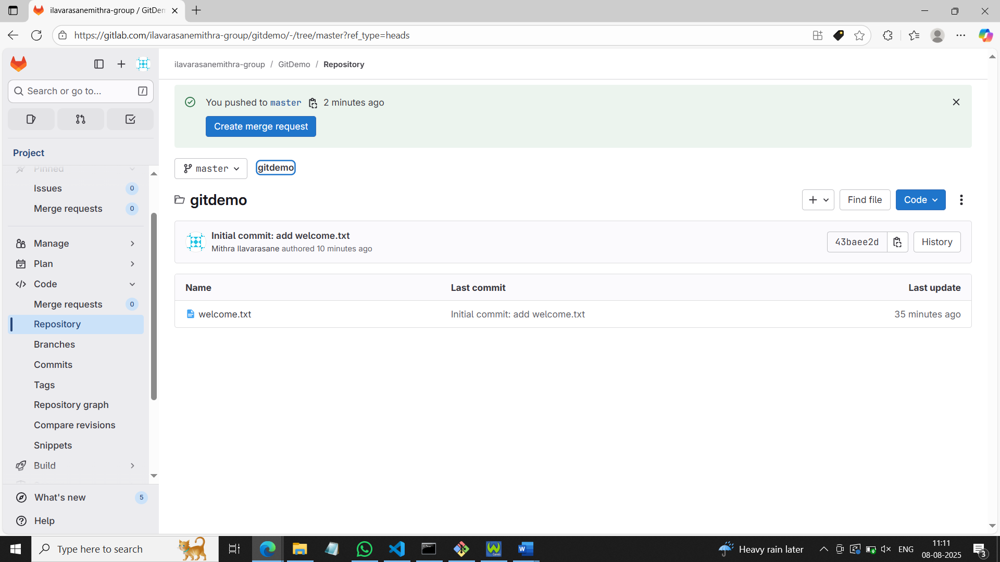 ilavarasanemithra-group / GitDem
https://gitlab.com/ilavarasanemithra-group/gitdemo/-/tree/master?ref_type=heads
Search or go to...
/
Project
Pinned
Issues 0
Merge requests 0
Manage
Plan
Code
Merge requests 0
Repository
Branches
Commits
Tags
Repository graph
Compare revisions
Snippets
Build
What's new 5
Help
ilavarasanemithra-group / GitDemo / Repository
You pushed to master 2 minutes ago
Create merge request
master
gitdemo
gitdemo
Find file
Code
Initial commit: add welcome.txt
Mithra Ilavarasane authored 10 minutes ago
43baee2d
History
Name Last commit Last update
welcome.txt Initial commit: add welcome.txt 35 minutes ago
Type here to search
W Games
W
Heavy rain later
ENG
11:11
08-08-2025
3